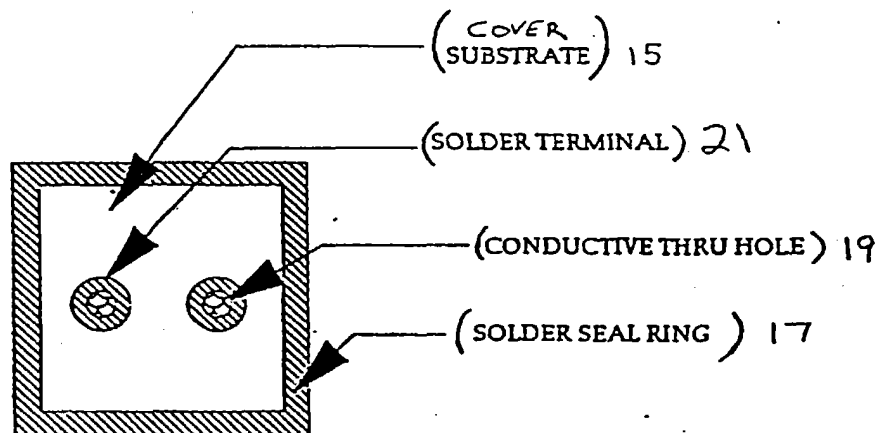 (COVER
SUBSTRATE) 15
(SOLDER TERMINAL) 21
(CONDUCTIVE THRU HOLE) 19
(SOLDER SEAL RING) 17